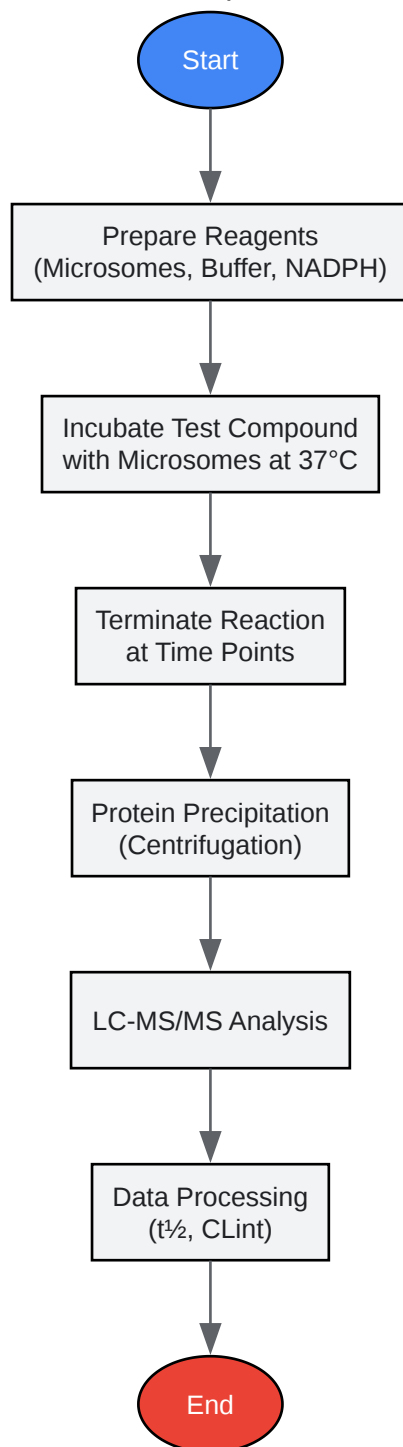 Start
Prepare Reagents
(Microsomes, Buffer, NADPH)
Incubate Test Compound
with Microsomes at 37°C
Terminate Reaction
at Time Points
Protein Precipitation
(Centrifugation)
LC-MS/MS Analysis
Data Processing
(t½, CLint)
End